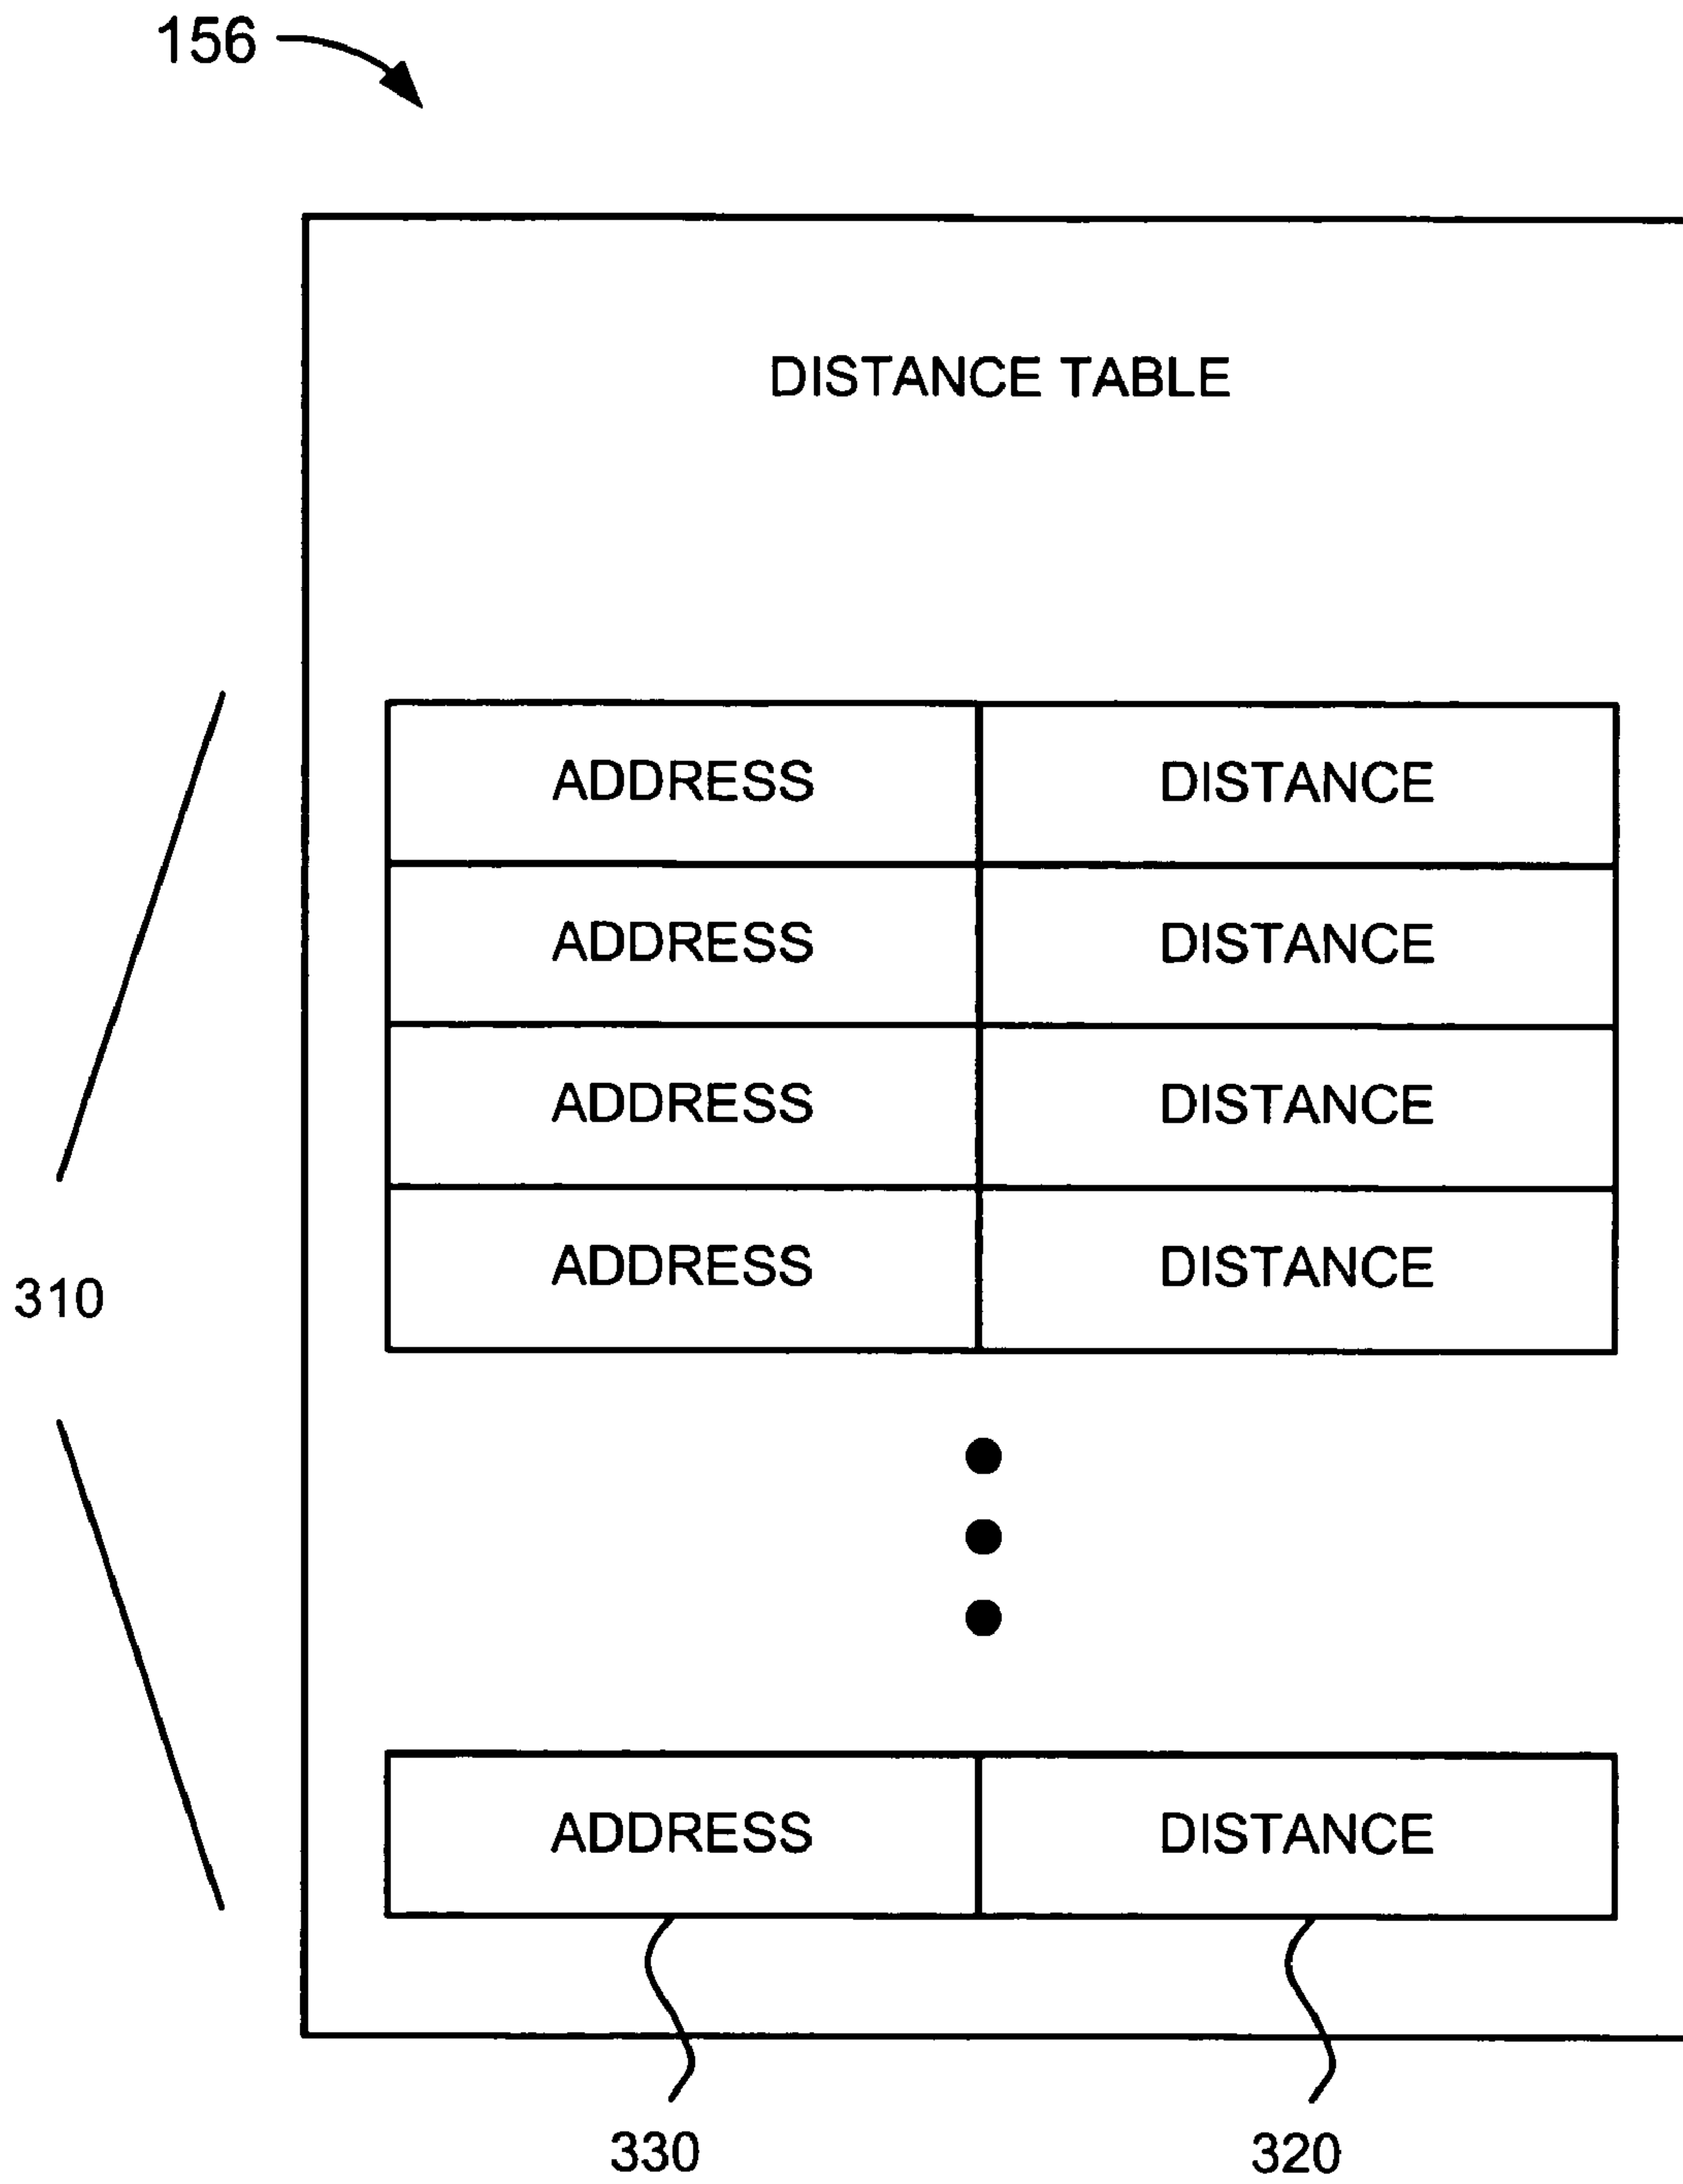 156
DISTANCE TABLE
ADDRESS DISTANCE
ADDRESS DISTANCE
ADDRESS DISTANCE
ADDRESS DISTANCE
310
ADDRESS DISTANCE
330 320